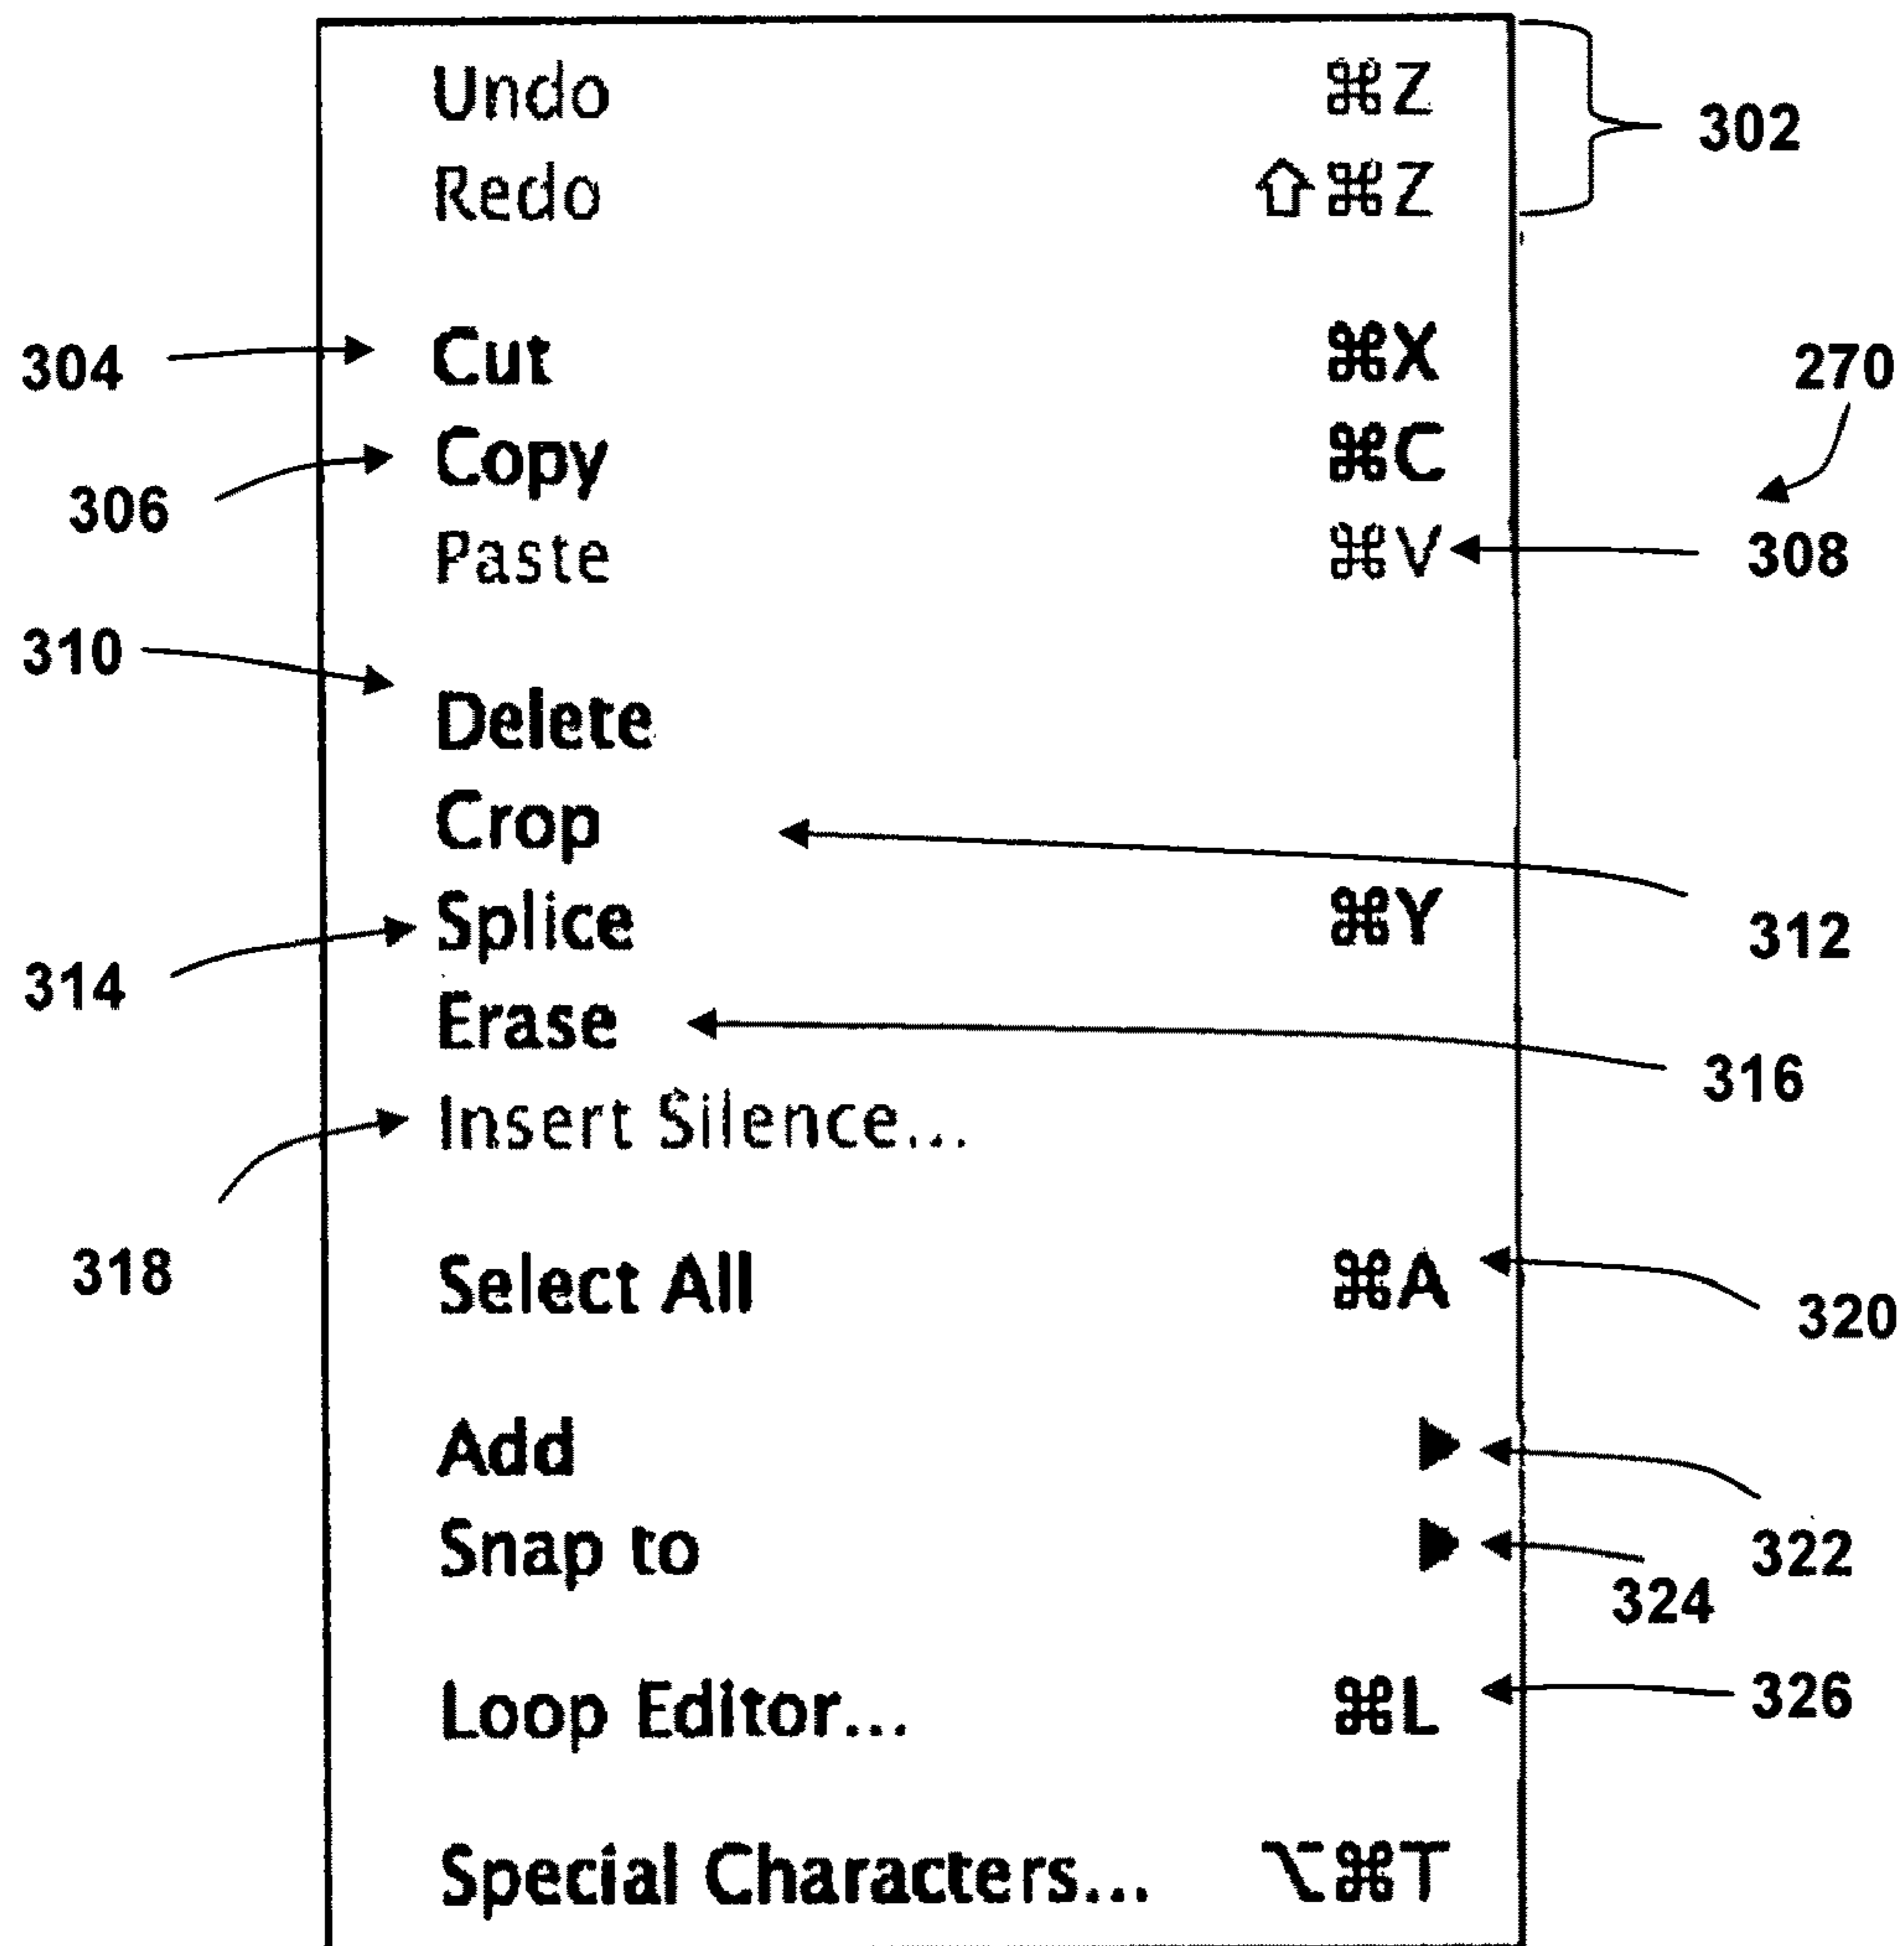 Undo ⌘Z
302
Redo ⇧⌘Z
304 Cut ⌘X
270
306 Copy ⌘C
Paste ⌘V 308
310
Delete
Crop
312
314 Splice ⌘Y
Erase
316
318 Insert Silence...
Select All ⌘A
320
Add ▶
322
Snap to ▶
324
Loop Editor... ⌘L 326
Special Characters... ⌥⌘T